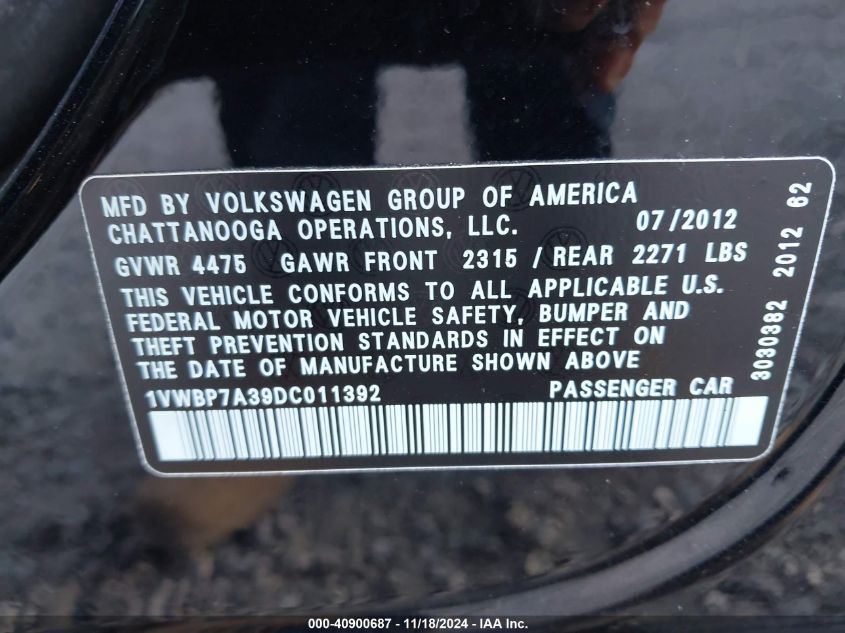 MFD BY VOLKSWAGEN GROUP OF AMERICA
CHATTANOOGA OPERATIONS, LLC. 07/2012
GVWR 4475 GAWR FRONT 2315 / REAR 2271 LBS
THIS VEHICLE CONFORMS TO ALL APPLICABLE U.S.
FEDERAL MOTOR VEHICLE SAFETY, BUMPER AND
THEFT PREVENTION STANDARDS IN EFFECT ON
THE DATE OF MANUFACTURE SHOWN ABOVE
1VWBP7A39DC011392 PASSENGER CAR
3030382 2012 62
000-40900687 - 11/18/2024 - IAA Inc.